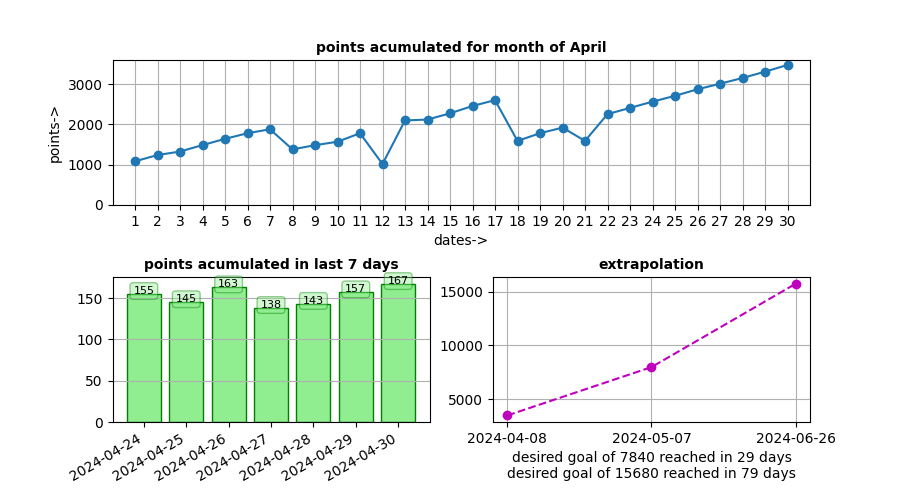 points acumulated for month of April
points->
3000
2000
1000
0
1 2 3 4 5 6 7 8 9 10 11 12 13 14 15 16 17 18 19 20 21 22 23 24 25 26 27 28 29 30
dates->
points acumulated in last 7 days
150
100
50
0
155 145 163 138 143 157 167
2024-04-24 2024-04-25 2024-04-26 2024-04-27 2024-04-28 2024-04-29 2024-04-30
extrapolation
15000
10000
5000
2024-04-08 2024-05-07 2024-06-26
desired goal of 7840 reached in 29 days
desired goal of 15680 reached in 79 days